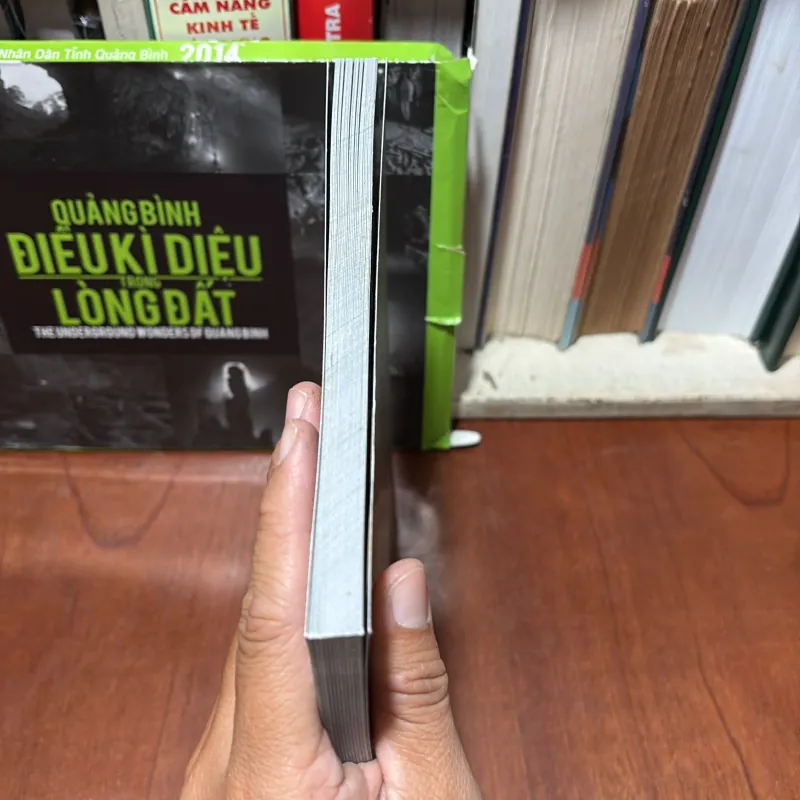 CẨM NANG
KINH TẾ
TRA
Nhân Dân Tỉnh Quảng Bình 2014
QUẢNG BÌNH
ĐIỀU KÌ DIỆU
TRONG
LÒNG ĐẤT
THE UNDERGROUND WONDERS OF QUANG BINH